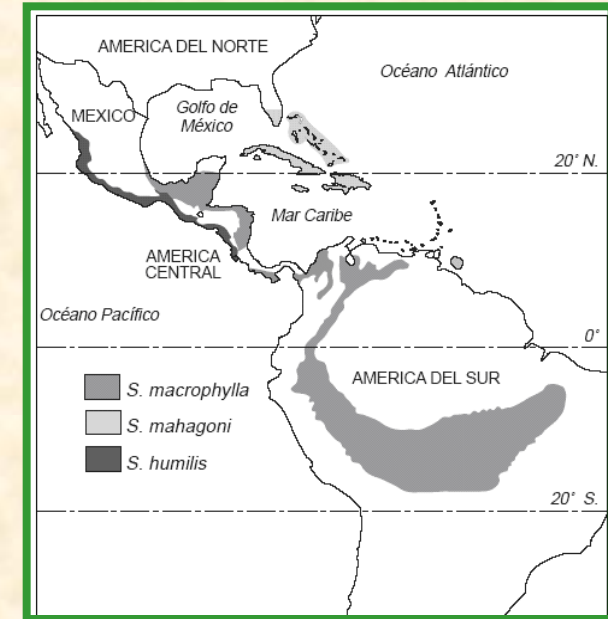 AMERICA DEL NORTE
Océano Atlántico
Golfo de
México
MEXICO
20° N.
Mar Caribe
AMERICA
CENTRAL
Océano Pacífico
0°
AMERICA DEL SUR
S. macrophylla
S. mahagoni
S. humilis
20° S.